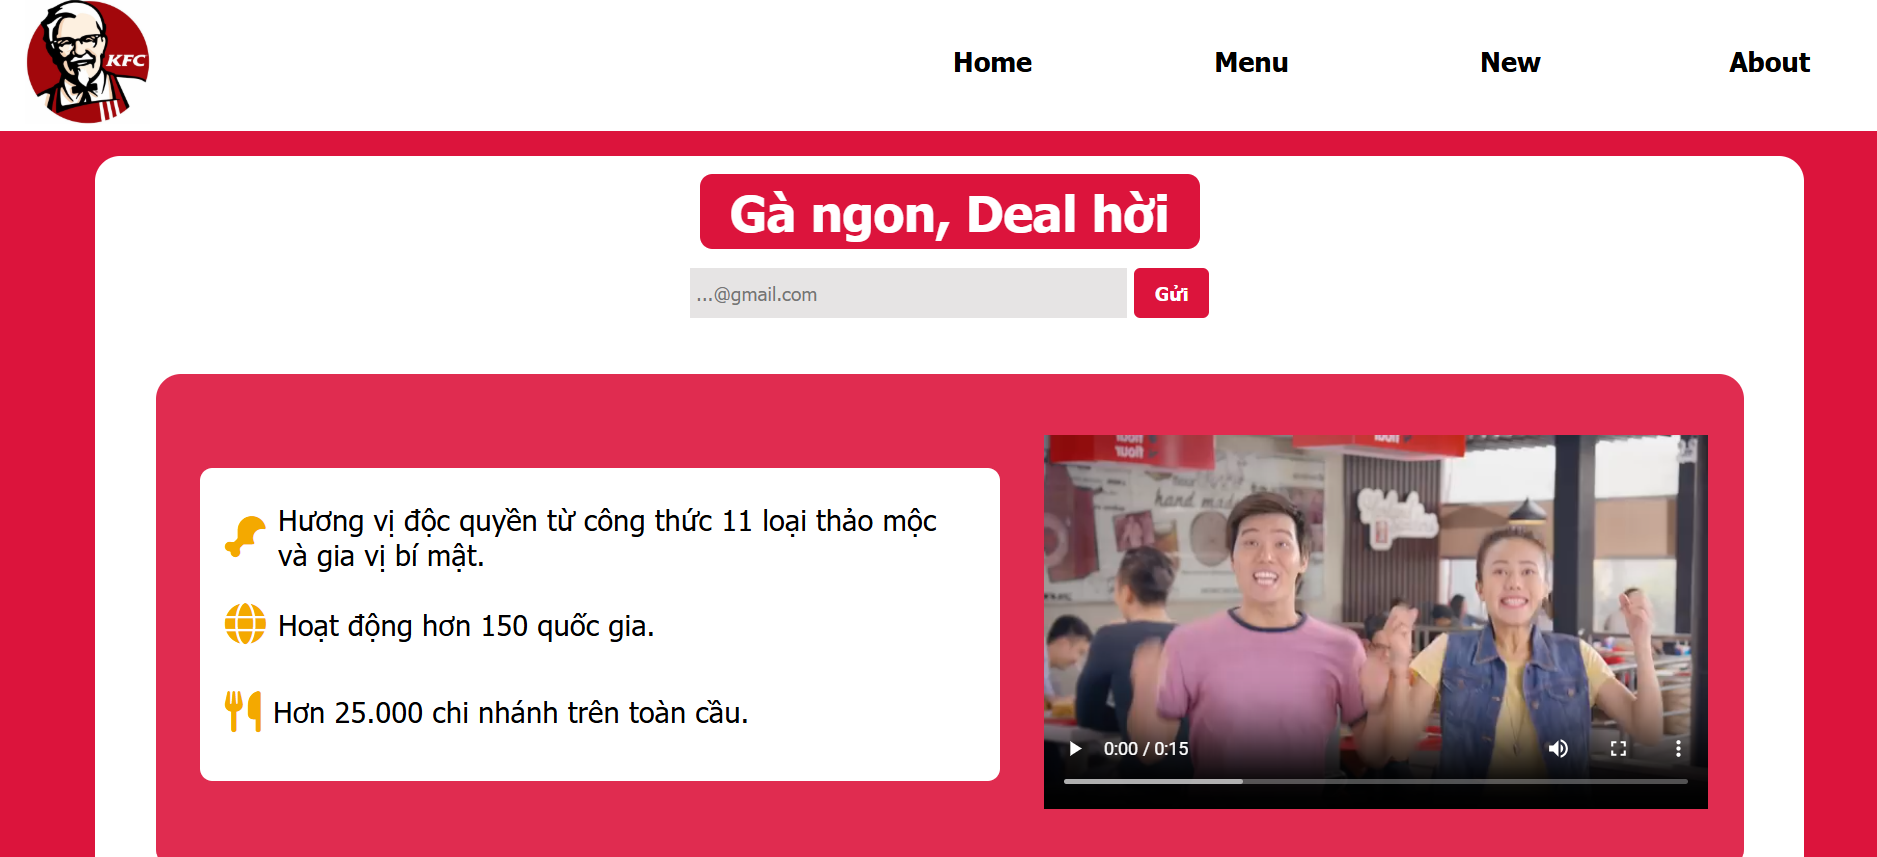 KFC
Home Menu New About
Gà ngon, Deal hời
...@gmail.com Gửi
Hương vị độc quyền từ công thức 11 loại thảo mộc
và gia vị bí mật.
Hoạt động hơn 150 quốc gia.
Hơn 25.000 chi nhánh trên toàn cầu.
hand made
0:00 / 0:15